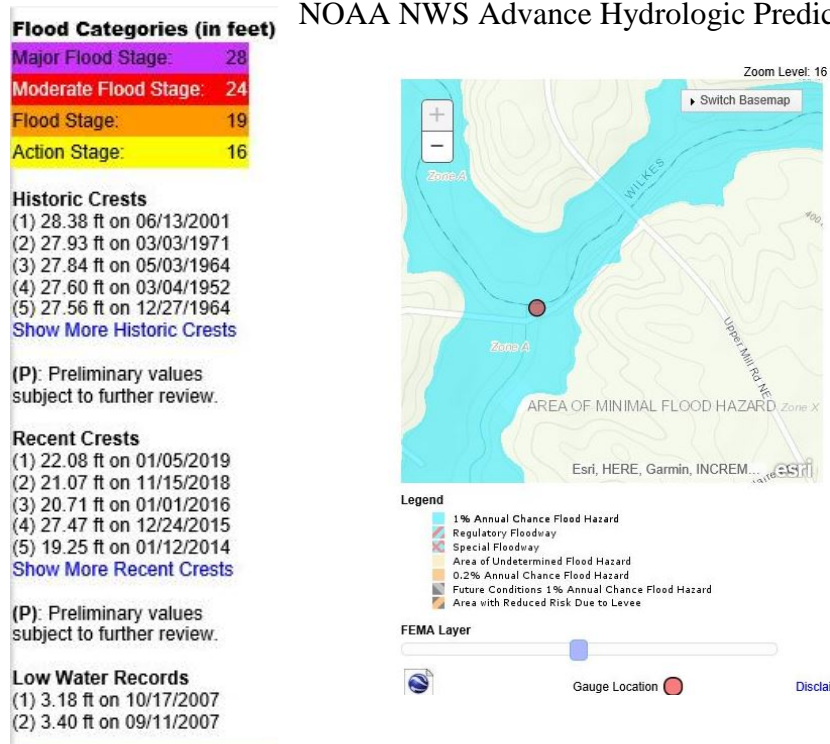 NOAA NWS Advance Hydrologic Predic
Flood Categories (in feet)
Major Flood Stage: 28
Moderate Flood Stage: 24
Flood Stage: 19
Action Stage: 16
Historic Crests
(1) 28.38 ft on 06/13/2001
(2) 27.93 ft on 03/03/1971
(3) 27.84 ft on 05/03/1964
(4) 27.60 ft on 03/04/1952
(5) 27.56 ft on 12/27/1964
Show More Historic Crests
(P): Preliminary values
subject to further review.
Recent Crests
(1) 22.08 ft on 01/05/2019
(2) 21.07 ft on 11/15/2018
(3) 20.71 ft on 01/01/2016
(4) 27.47 ft on 12/24/2015
(5) 19.25 ft on 01/12/2014
Show More Recent Crests
(P): Preliminary values
subject to further review.
Low Water Records
(1) 3.18 ft on 10/17/2007
(2) 3.40 ft on 09/11/2007
Zoom Level: 16
Switch Basemap
+
−
Zone A
WILKES
400
Zone A
Upper Mill Rd NE
AREA OF MINIMAL FLOOD HAZARD Zone X
Esri, HERE, Garmin, INCREM... esri
Legend
1% Annual Chance Flood Hazard
Regulatory Floodway
Special Floodway
Area of Undetermined Flood Hazard
0.2% Annual Chance Flood Hazard
Future Conditions 1% Annual Chance Flood Hazard
Area with Reduced Risk Due to Levee
FEMA Layer
Gauge Location
Disclai